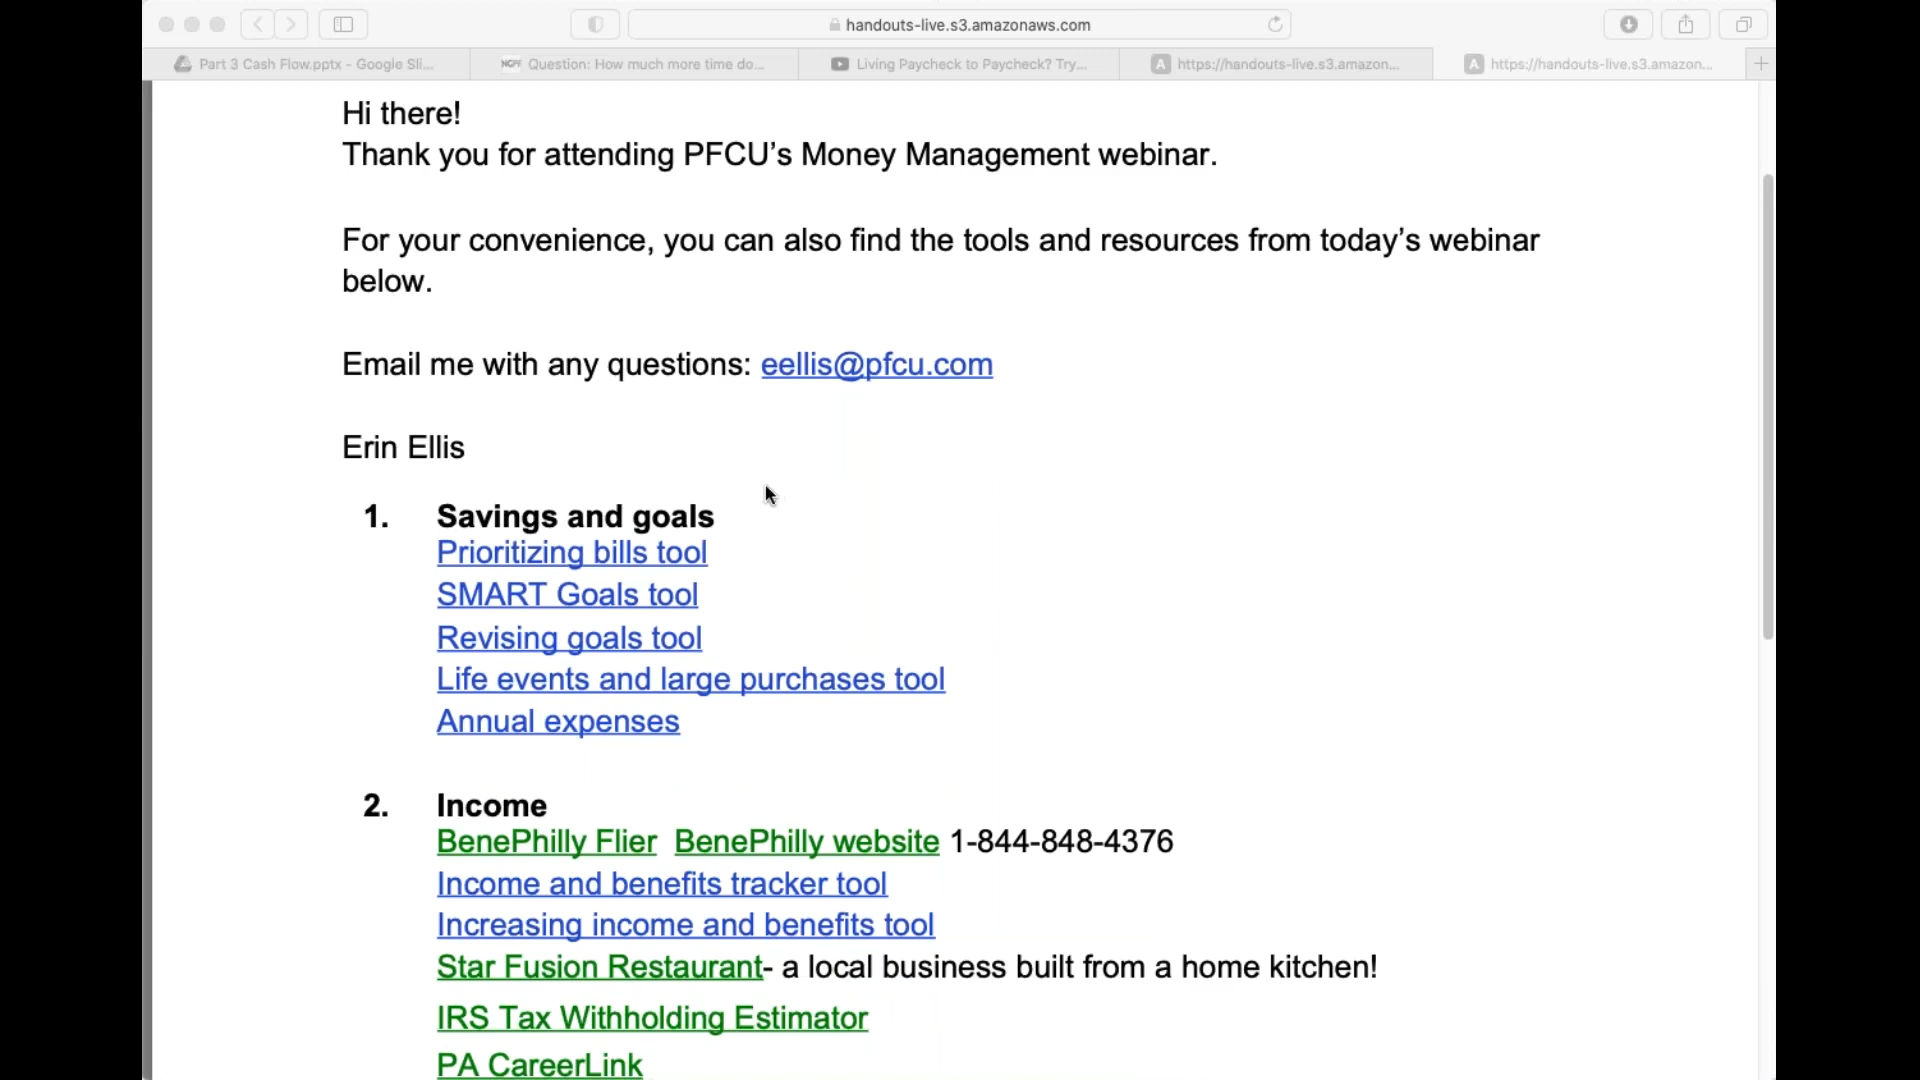 handouts-live.s3.amazonaws.com
Part 3 Cash Flow.pptx - Google Sli...
NGPF Question: How much more time do...
Living Paycheck to Paycheck? Try...
A https://handouts-live.s3.amazon...
A https://handouts-live.s3.amazon...
Hi there!
Thank you for attending PFCU’s Money Management webinar.
For your convenience, you can also find the tools and resources from today’s webinar
below.
Email me with any questions: eellis@pfcu.com
Erin Ellis
1. Savings and goals
Prioritizing bills tool
SMART Goals tool
Revising goals tool
Life events and large purchases tool
Annual expenses
2. Income
BenePhilly Flier BenePhilly website 1-844-848-4376
Income and benefits tracker tool
Increasing income and benefits tool
Star Fusion Restaurant- a local business built from a home kitchen!
IRS Tax Withholding Estimator
PA CareerLink